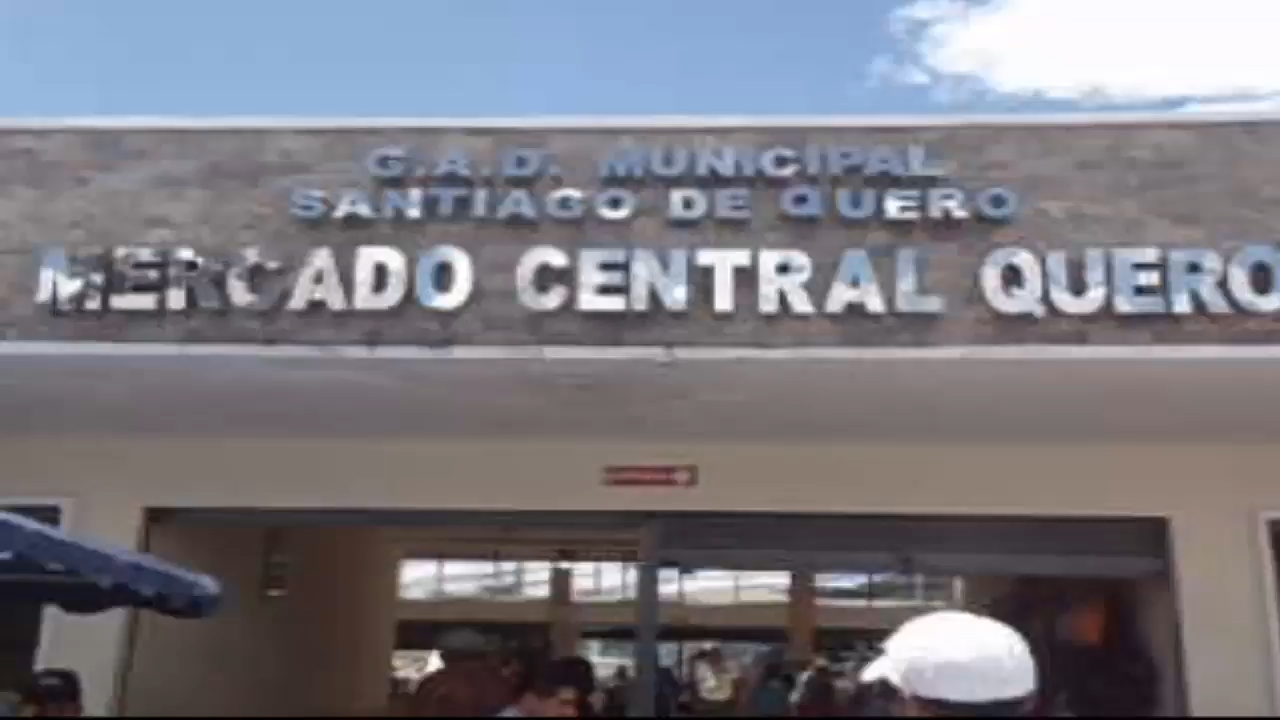 G.A.D. MUNICIPAL
SANTIAGO DE QUERO
MERCADO CENTRAL QUERO